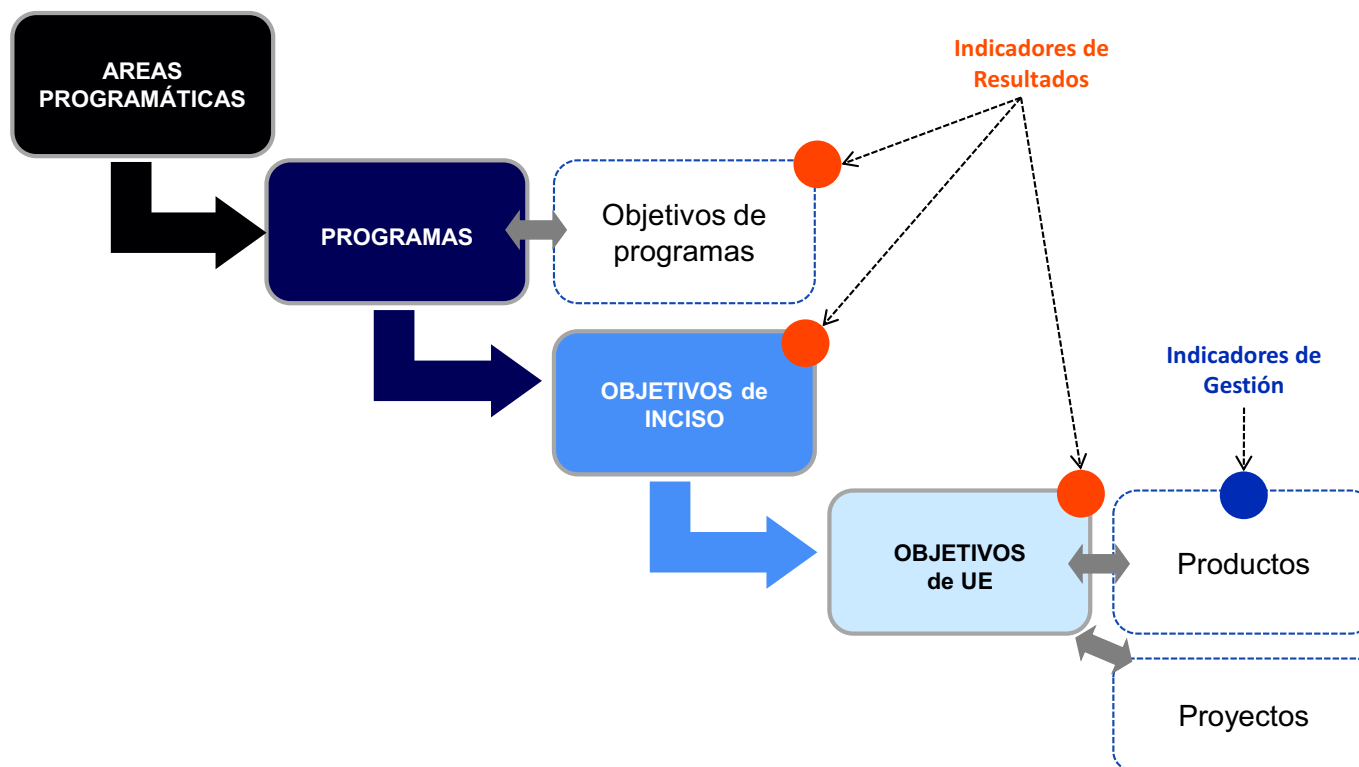 AREAS
PROGRAMÁTICAS
Indicadores de
Resultados
PROGRAMAS
Objetivos de
programas
OBJETIVOS de
INCISO
Indicadores de
Gestión
OBJETIVOS
de UE
Productos
Proyectos